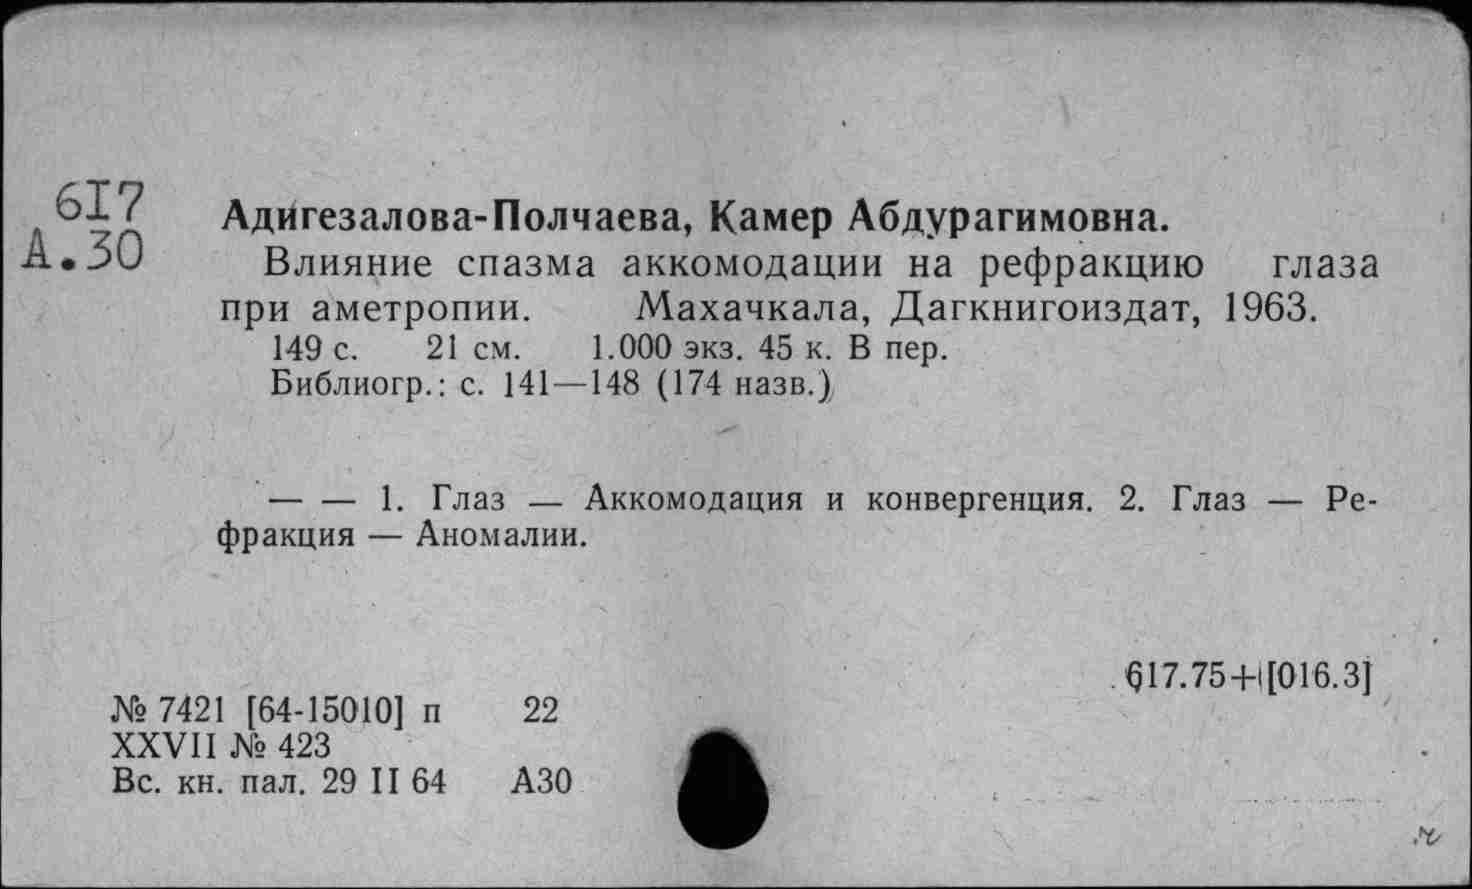 617
А.30
Адигезалова-Полчаева, Камер Абдурагимовна.
Влияние спазма аккомодации на рефракцию глаза
при аметропии. Махачкала, Дагкнигоиздат, 1963.
149 с. 21 см. 1.000 экз. 45 к. В пер.
Библиогр.: с. 141—148 (174 назв.)
— — 1. Глаз — Аккомодация и конвергенция. 2. Глаз — Ре-
фракция — Аномалии.
617.75+[016.3]
№ 7421 [64-15010] п 22
XXVII № 423
Вс. кн. пал. 29 II 64 А30